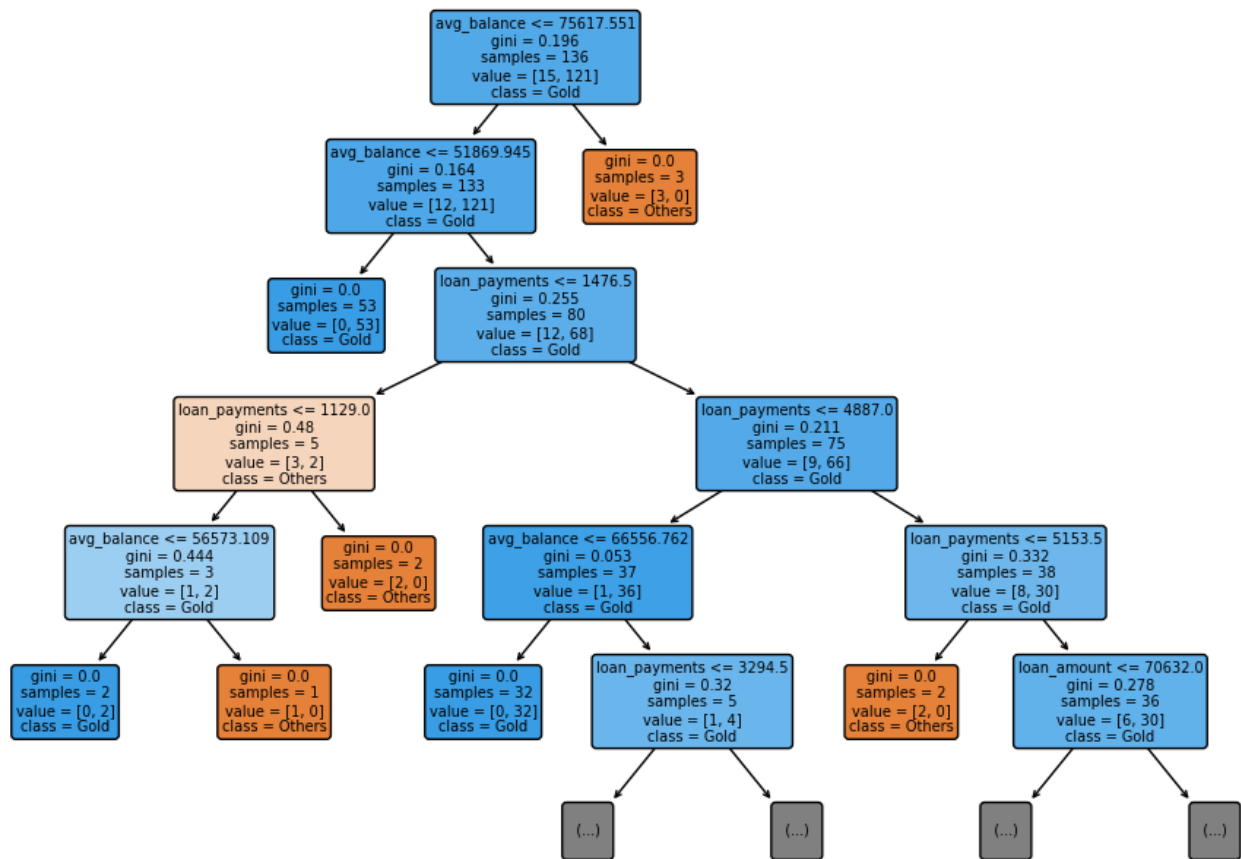 avg_balance <= 75617.551
gini = 0.196
samples = 136
value = [15, 121]
class = Gold
avg_balance <= 51869.945
gini = 0.164
samples = 133
value = [12, 121]
class = Gold
gini = 0.0
samples = 3
value = [3, 0]
class = Others
gini = 0.0
samples = 53
value = [0, 53]
class = Gold
loan_payments <= 1476.5
gini = 0.255
samples = 80
value = [12, 68]
class = Gold
loan_payments <= 1129.0
gini = 0.48
samples = 5
value = [3, 2]
class = Others
loan_payments <= 4887.0
gini = 0.211
samples = 75
value = [9, 66]
class = Gold
avg_balance <= 56573.109
gini = 0.444
samples = 3
value = [1, 2]
class = Gold
gini = 0.0
samples = 2
value = [2, 0]
class = Others
avg_balance <= 66556.762
gini = 0.053
samples = 37
value = [1, 36]
class = Gold
loan_payments <= 5153.5
gini = 0.332
samples = 38
value = [8, 30]
class = Gold
gini = 0.0
samples = 2
value = [0, 2]
class = Gold
gini = 0.0
samples = 1
value = [1, 0]
class = Others
gini = 0.0
samples = 32
value = [0, 32]
class = Gold
loan_payments <= 3294.5
gini = 0.32
samples = 5
value = [1, 4]
class = Gold
gini = 0.0
samples = 2
value = [2, 0]
class = Others
loan_amount <= 70632.0
gini = 0.278
samples = 36
value = [6, 30]
class = Gold
(...)
(...)
(...)
(...)